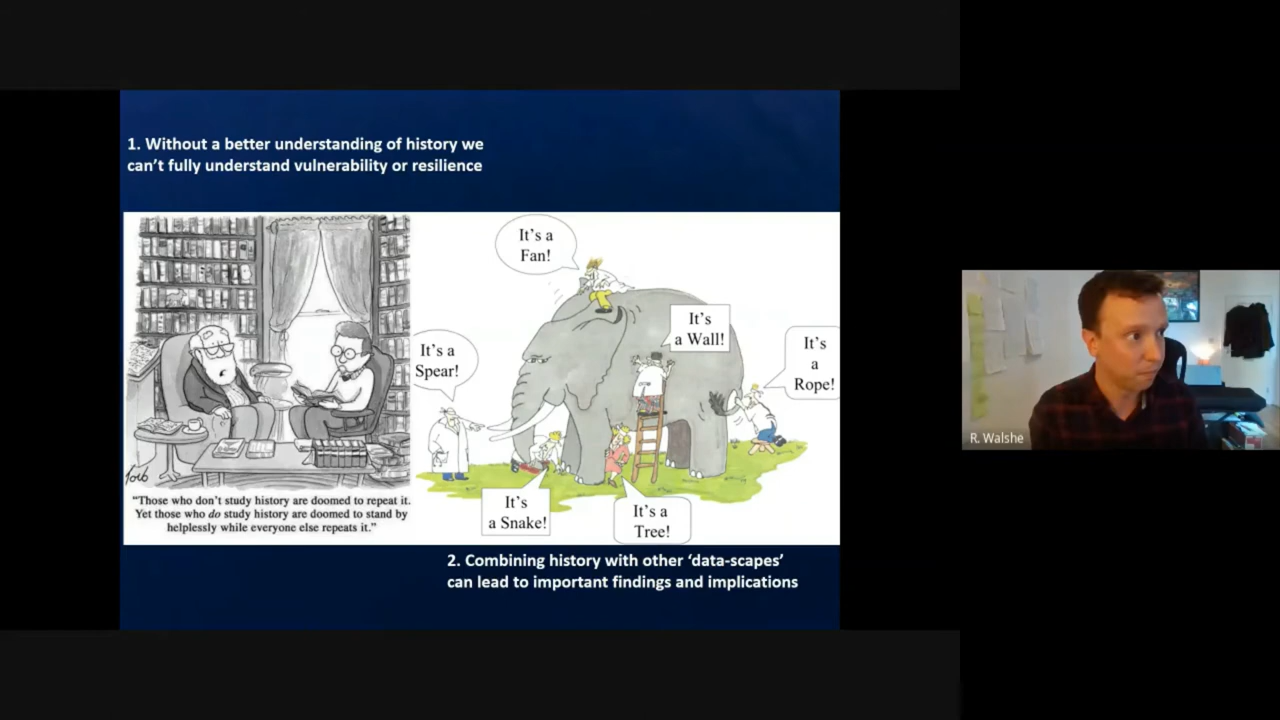 1. Without a better understanding of history we
can't fully understand vulnerability or resilience
It's a
Fan!
It's
a Wall!
It's a
Spear!
It's
a
Rope!
It's
a Snake!
It's a
Tree!
"Those who don't study history are doomed to repeat it.
Yet those who do study history are doomed to stand by
helplessly while everyone else repeats it."
2. Combining history with other 'data-scapes'
can lead to important findings and implications
R. Walshe